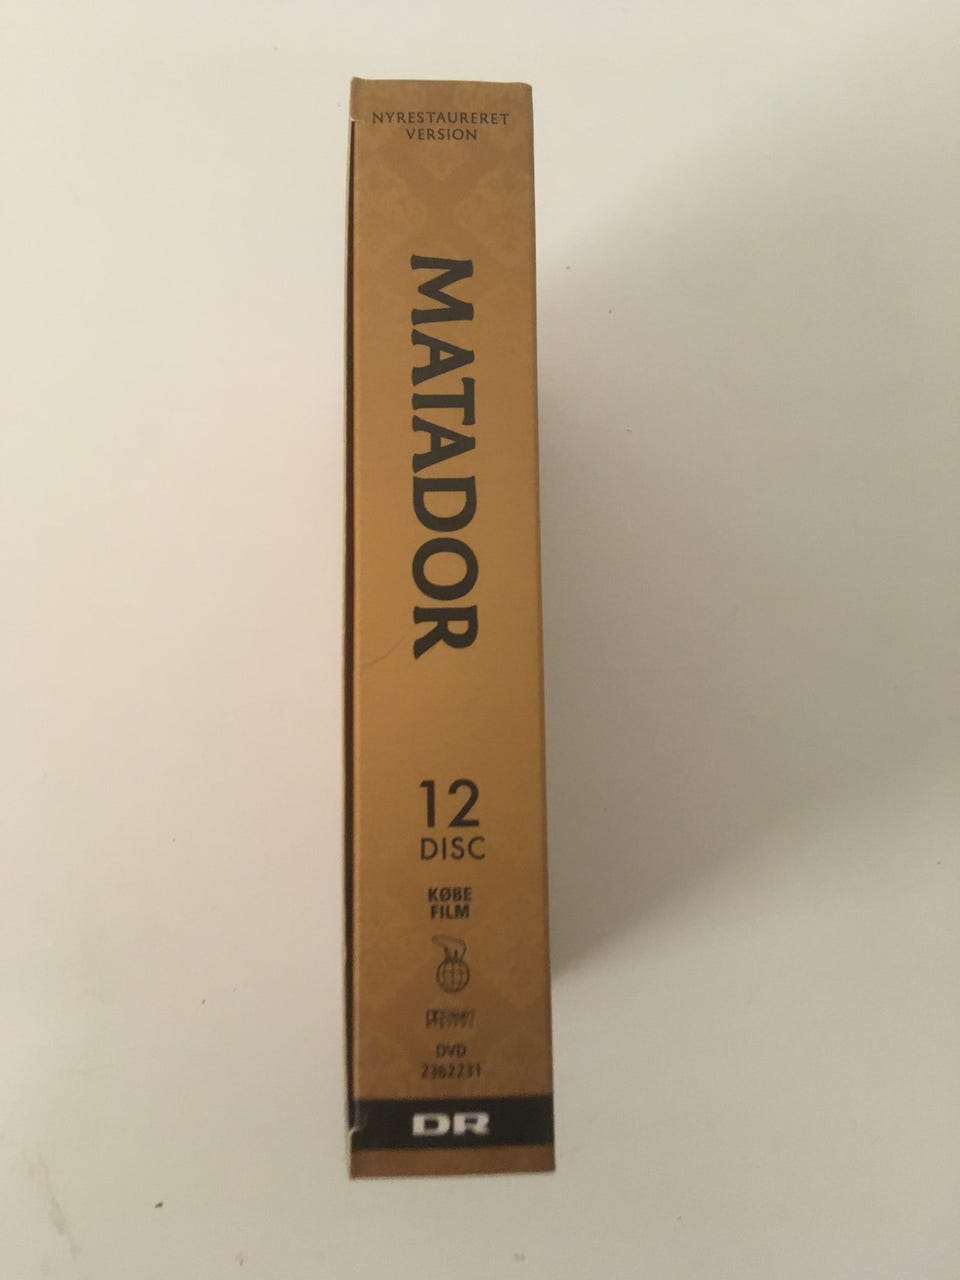 NYRESTAURERET
VERSION
MATADOR
12
DISC
KØBE
FILM
DVD
2362231
DR